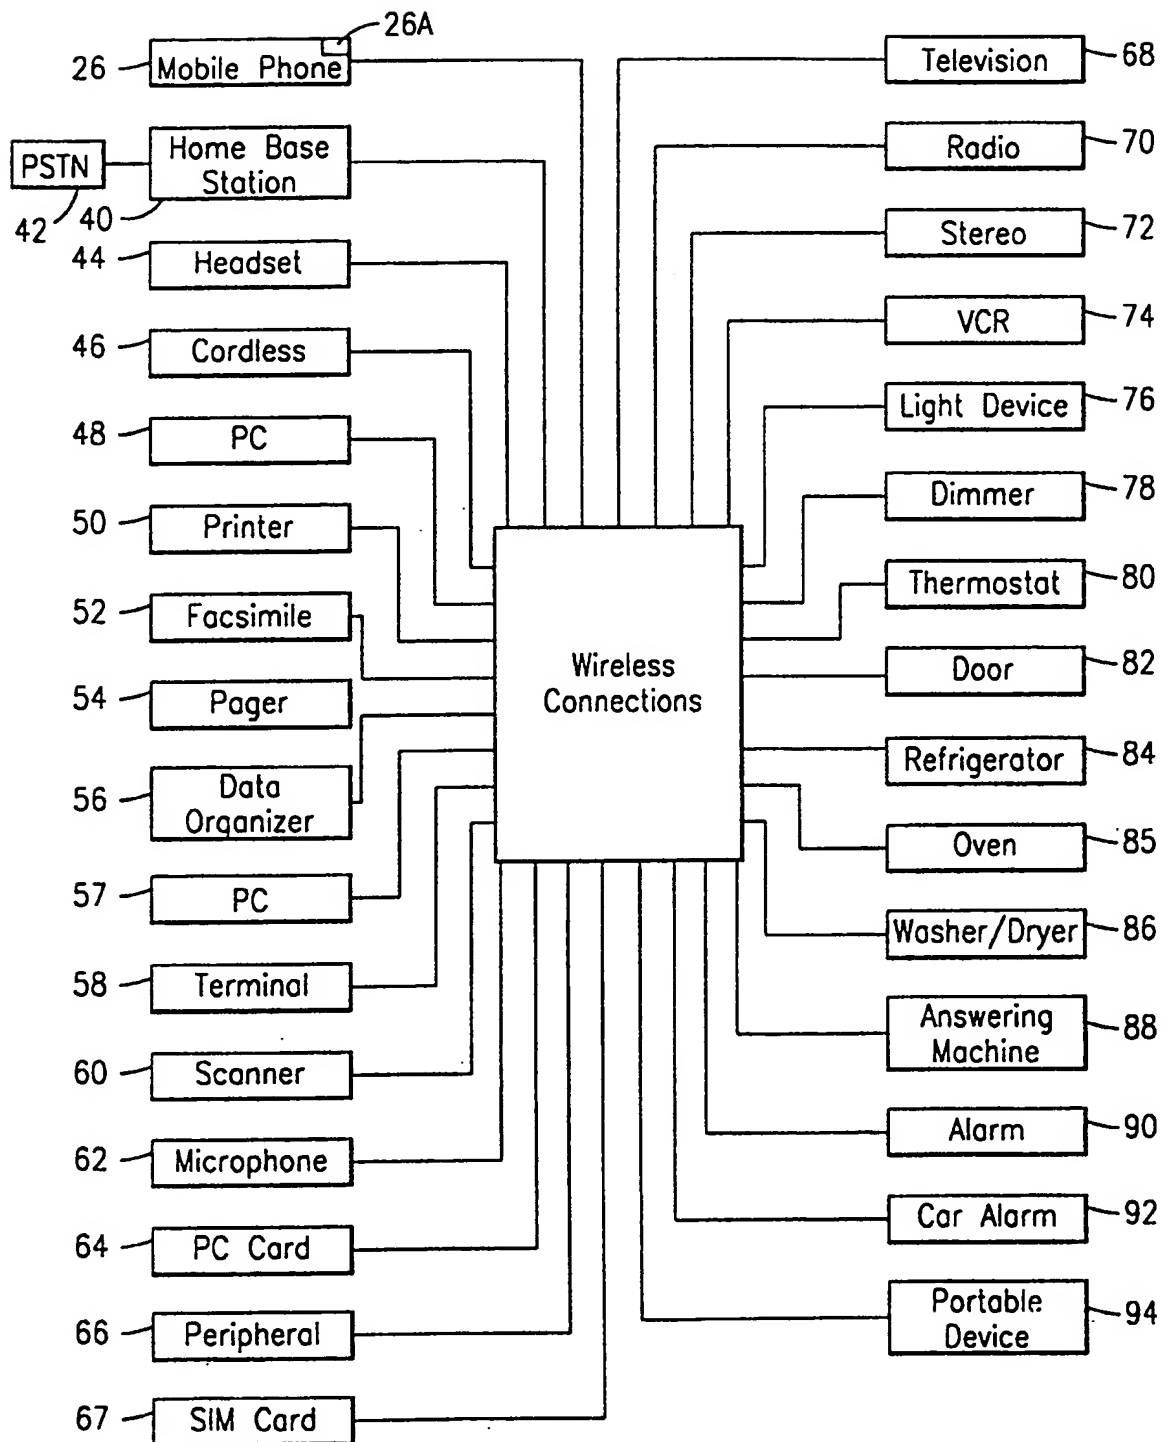 26A
26
Mobile Phone
PSTN
42
Home Base
Station
40
44
Headset
46
Cordless
48
PC
50
Printer
52
Facsimile
54
Pager
56
Data
Organizer
57
PC
58
Terminal
60
Scanner
62
Microphone
64
PC Card
66
Peripheral
67
SIM Card
Wireless
Connections
Television
68
Radio
70
Stereo
72
VCR
74
Light Device
76
Dimmer
78
Thermostat
80
Door
82
Refrigerator
84
Oven
85
Washer/Dryer
86
Answering
Machine
88
Alarm
90
Car Alarm
92
Portable
Device
94